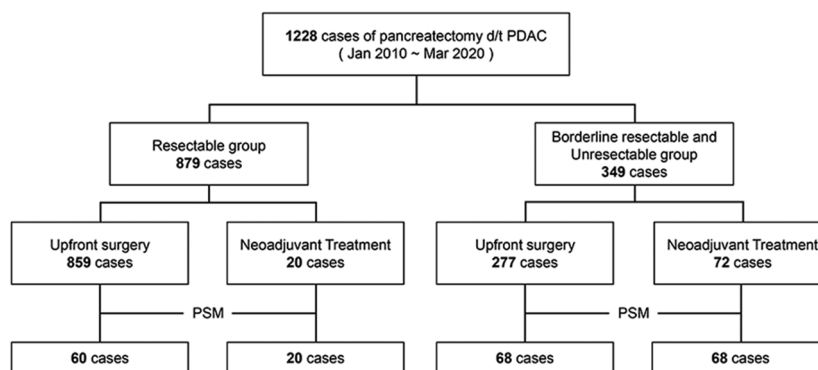 1228 cases of pancreatectomy d/t PDAC
( Jan 2010 ~ Mar 2020 )
Resectable group
879 cases
Borderline resectable and
Unresectable group
349 cases
Upfront surgery
859 cases
Neoadjuvant Treatment
20 cases
Upfront surgery
277 cases
Neoadjuvant Treatment
72 cases
PSM
PSM
60 cases
20 cases
68 cases
68 cases